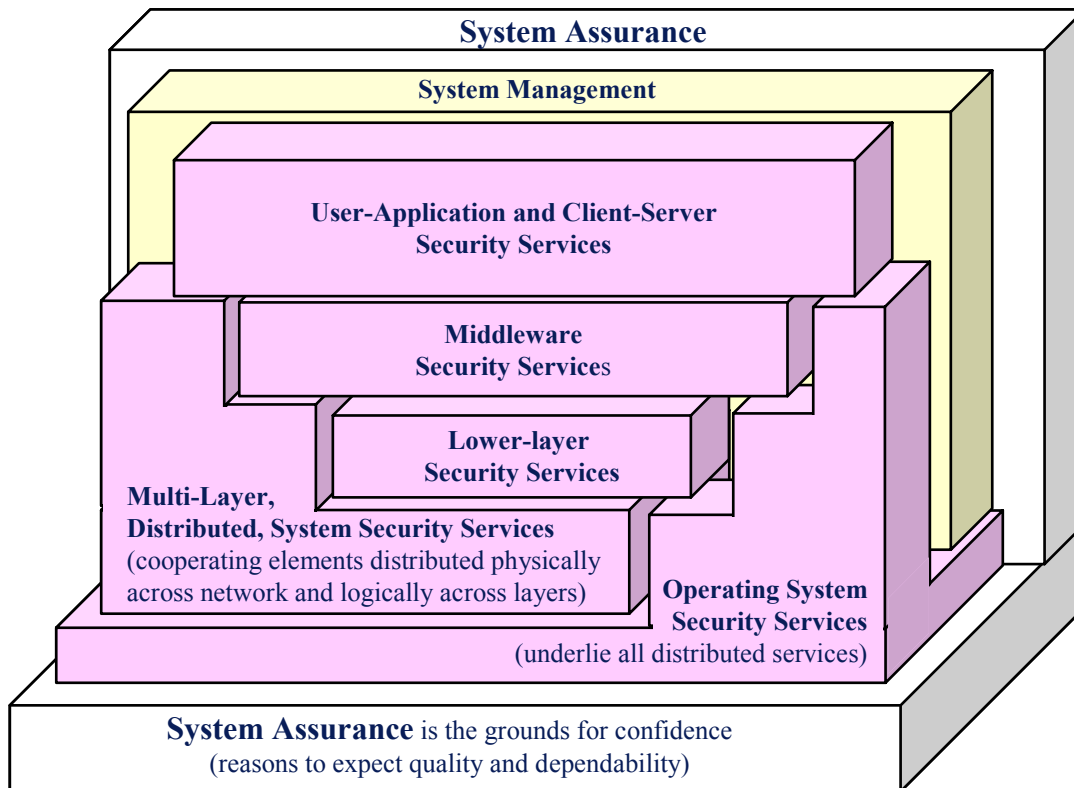 System Assurance
System Management
User-Application and Client-Server
Security Services
Middleware
Security Services
Lower-layer
Security Services
Multi-Layer,
Distributed, System Security Services
(cooperating elements distributed physically
across network and logically across layers)
Operating System
Security Services
(underlie all distributed services)
System Assurance is the grounds for confidence
(reasons to expect quality and dependability)